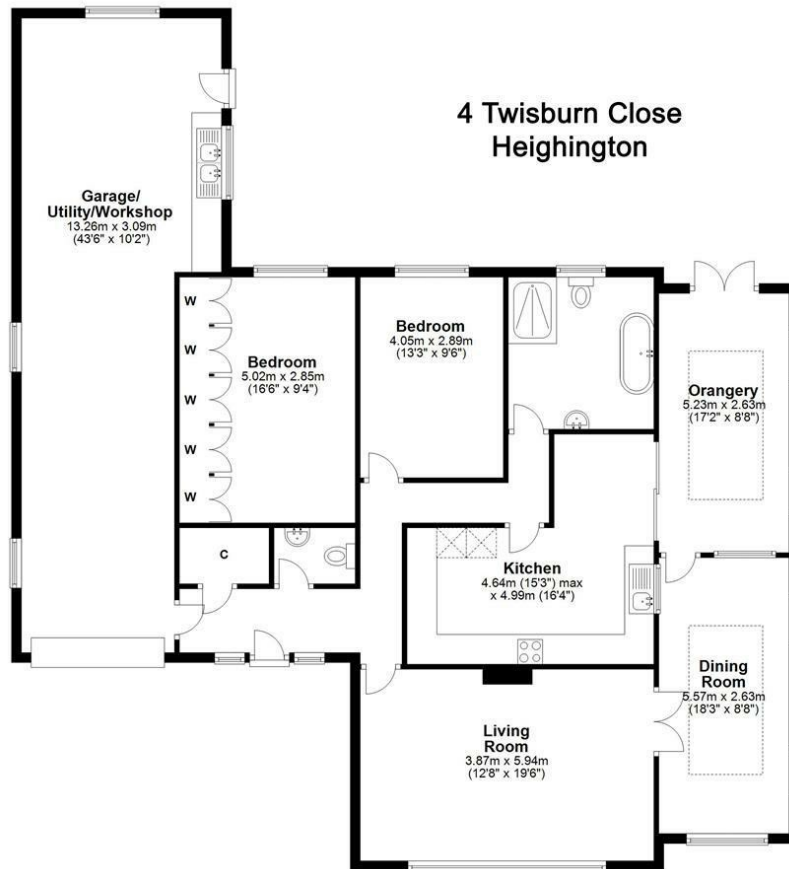 4 Twisburn Close
Heighington
Garage/
Utility/Workshop
13.26m x 3.09m
(43'6" x 10'2")
W
W
W
W
W
Bedroom
5.02m x 2.85m
(16'6" x 9'4")
Bedroom
4.05m x 2.89m
(13'3" x 9'6")
Orangery
5.23m x 2.63m
(17'2" x 8'8")
C
Kitchen
4.64m (15'3") max
x 4.99m (16'4")
Dining
Room
5.57m x 2.63m
(18'3" x 8'8")
Living
Room
3.87m x 5.94m
(12'8" x 19'6")